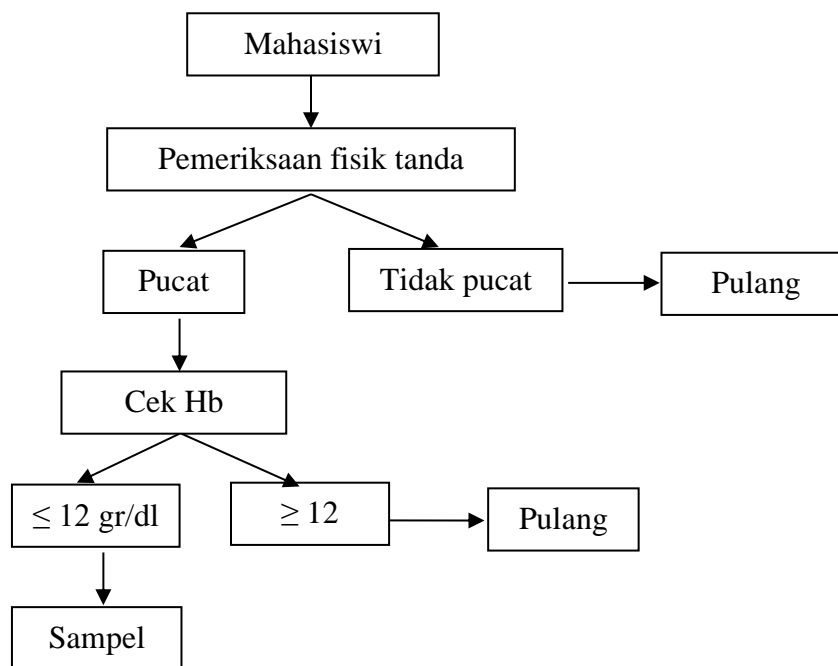 Mahasiswi
Pemeriksaan fisik tanda
Pucat
Tidak pucat
Pulang
Cek Hb
≤ 12 gr/dl
≥ 12
Pulang
Sampel